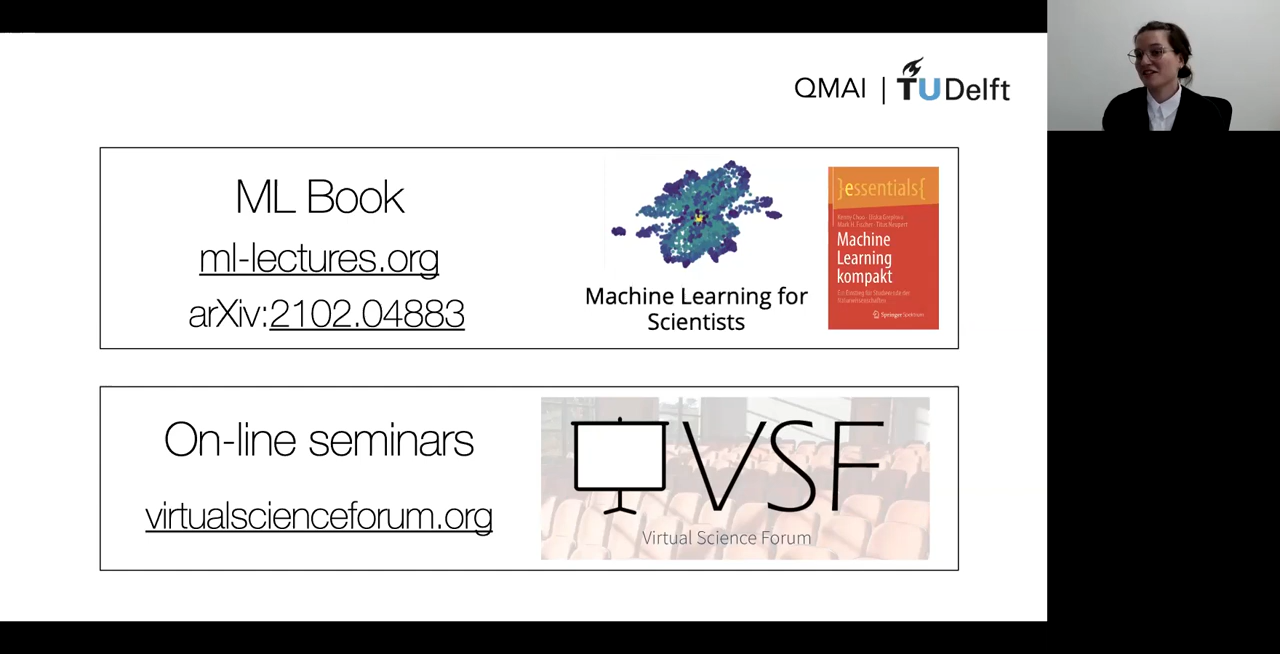 QMAI | TU Delft
ML Book
ml-lectures.org
arXiv:2102.04883
Machine Learning for
Scientists
}essentials{
Machine
Learning
kompakt
Springer Spektrum
On-line seminars
virtualscienceforum.org
VSF
Virtual Science Forum